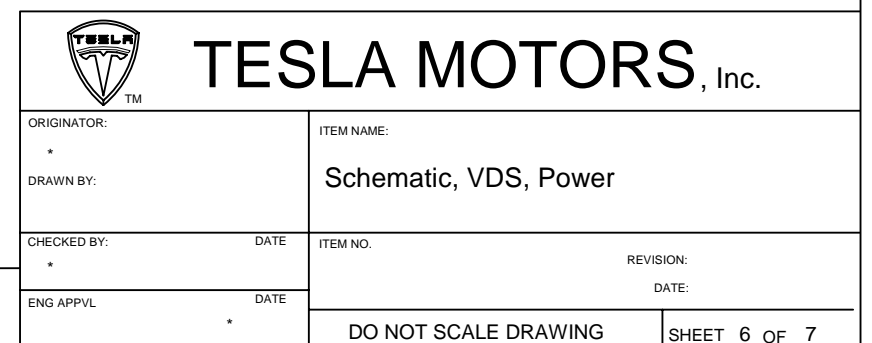 TESLA
TM
TESLA MOTORS, Inc.
ORIGINATOR:
*
DRAWN BY:
ITEM NAME:
Schematic, VDS, Power
CHECKED BY: DATE
*
ITEM NO.
REVISION:
DATE:
ENG APPVL DATE
*
DO NOT SCALE DRAWING
SHEET 6 OF 7